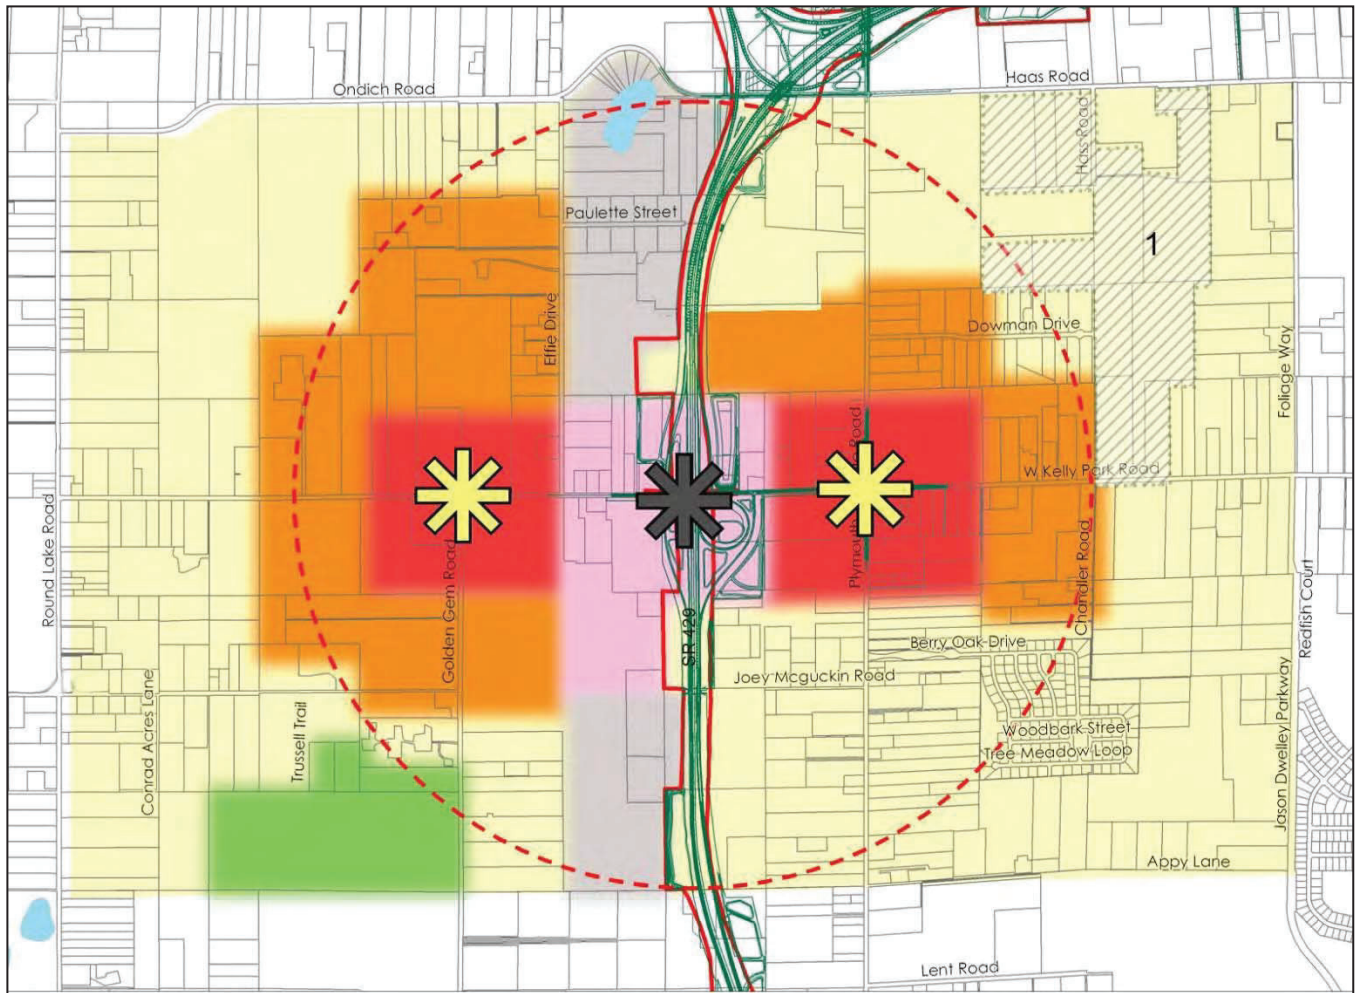 Ondich Road
Haas Road
Hass Road
Paulette Street
1
Effie Drive
Dowman Drive
Foliage Way
Plymouth
Road
W Kelly Park Road
Round Lake Road
Golden Gem Road
SR 429
Chandler Road
Redfish Court
Berry Oak Drive
Joey Mcguckin Road
Conrad Acres Lane
Trussell Trail
Woodbark Street
Tree Meadow Loop
Jason Dwelley Parkway
Appy Lane
Lent Road